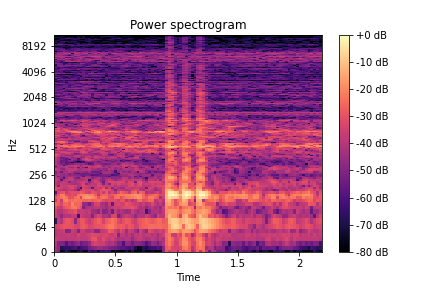 Power spectrogram
Hz
8192
4096
2048
1024
512
256
128
64
0
0
0.5
1
1.5
2
Time
+0 dB
-10 dB
-20 dB
-30 dB
-40 dB
-50 dB
-60 dB
-70 dB
-80 dB